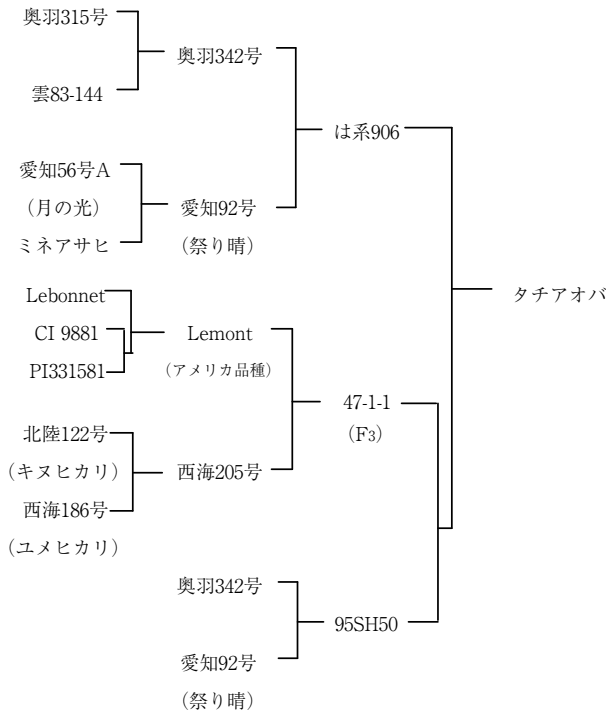 奥羽315号
奥羽342号
雲83-144
は系906
愛知56号A
（月の光）
愛知92号
（祭り晴）
ミネアサヒ
タチアオバ
Lebonnet
CI 9881
Lemont
（アメリカ品種）
PI331581
47-1-1
（F3）
北陸122号
（キヌヒカリ）
西海205号
西海186号
（ユメヒカリ）
奥羽342号
95SH50
愛知92号
（祭り晴）